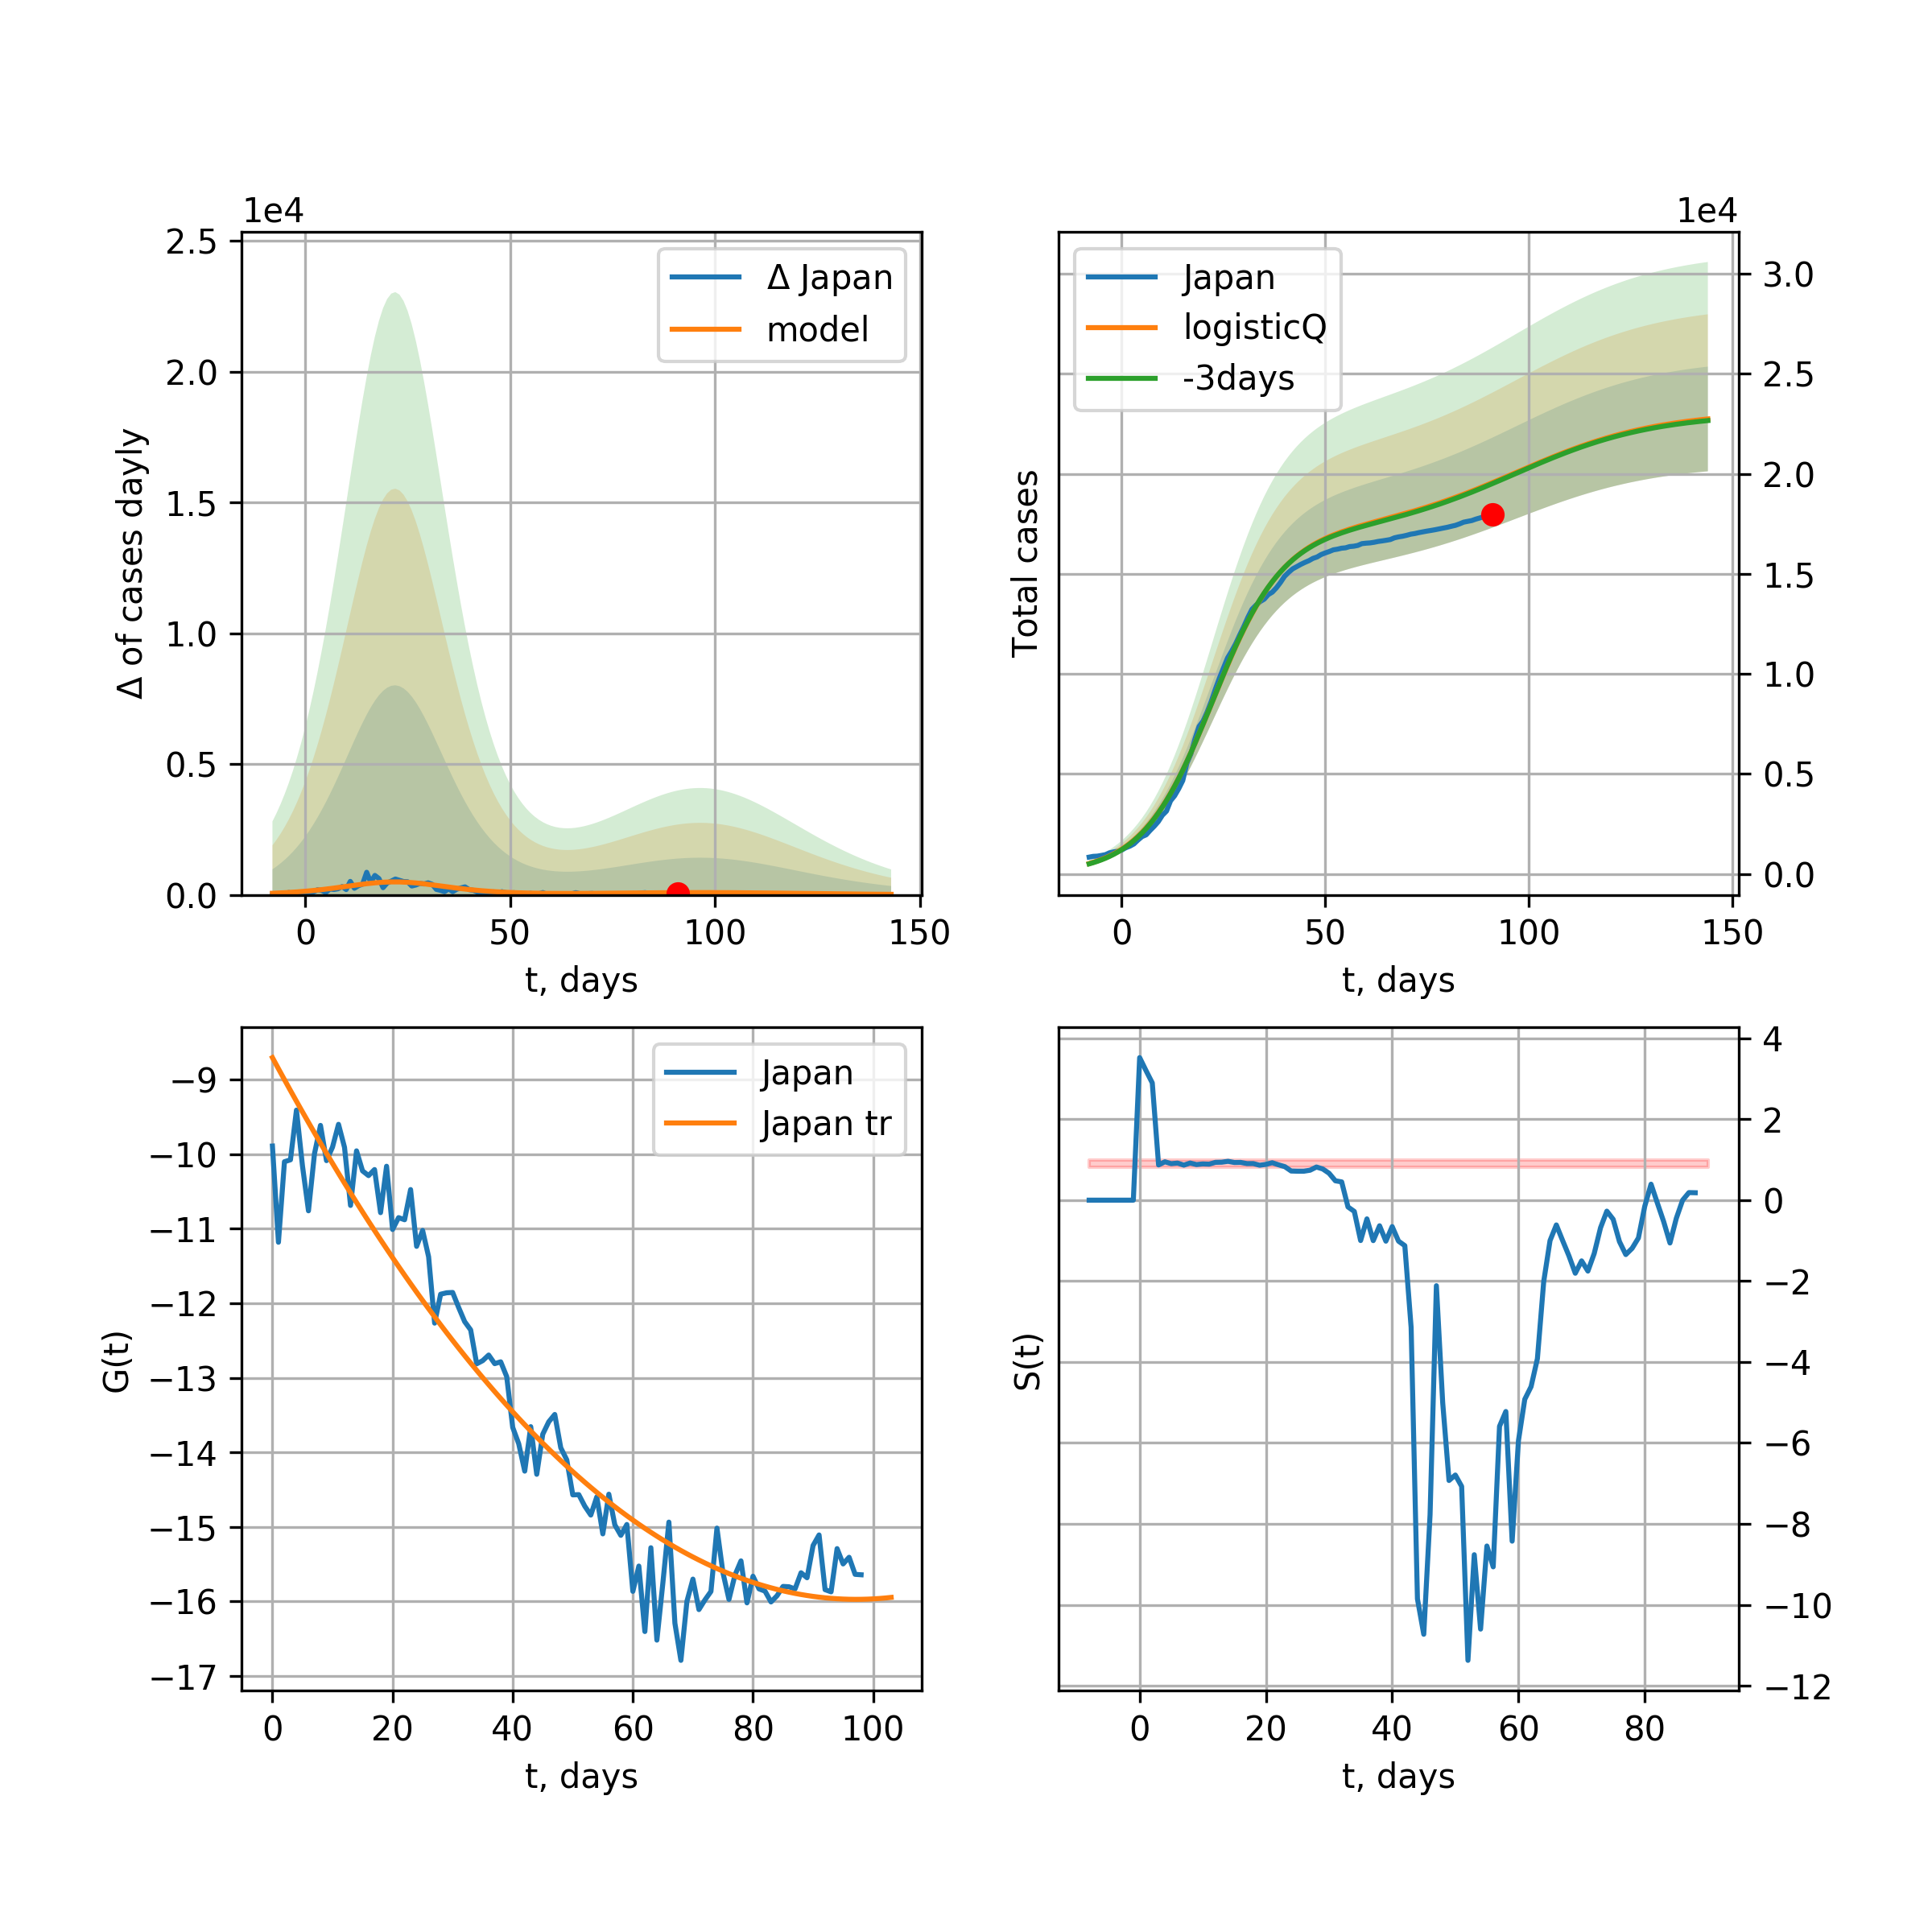 1e4
2.5
2.0
1.5
1.0
0.5
0.0
Δ of cases dayly
Δ Japan
model
0 50 100 150
t, days
1e4
3.0
2.5
2.0
1.5
1.0
0.5
0.0
Total cases
Japan
logisticQ
-3days
0 50 100 150
t, days
−9
−10
−11
−12
−13
−14
−15
−16
−17
G(t)
Japan
Japan tr
0 20 40 60 80 100
t, days
4
2
0
−2
−4
−6
−8
−10
−12
S(t)
0 20 40 60 80
t, days